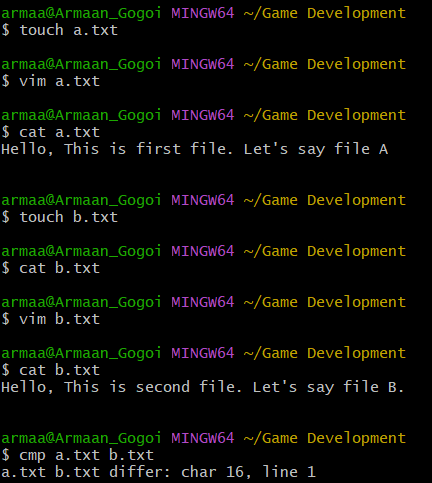 armaa@Armaan_Gogoi MINGW64 ~/Game Development
$ touch a.txt
armaa@Armaan_Gogoi MINGW64 ~/Game Development
$ vim a.txt
armaa@Armaan_Gogoi MINGW64 ~/Game Development
$ cat a.txt
Hello, This is first file. Let's say file A
armaa@Armaan_Gogoi MINGW64 ~/Game Development
$ touch b.txt
armaa@Armaan_Gogoi MINGW64 ~/Game Development
$ cat b.txt
armaa@Armaan_Gogoi MINGW64 ~/Game Development
$ vim b.txt
armaa@Armaan_Gogoi MINGW64 ~/Game Development
$ cat b.txt
Hello, This is second file. Let's say file B.
armaa@Armaan_Gogoi MINGW64 ~/Game Development
$ cmp a.txt b.txt
a.txt b.txt differ: char 16, line 1